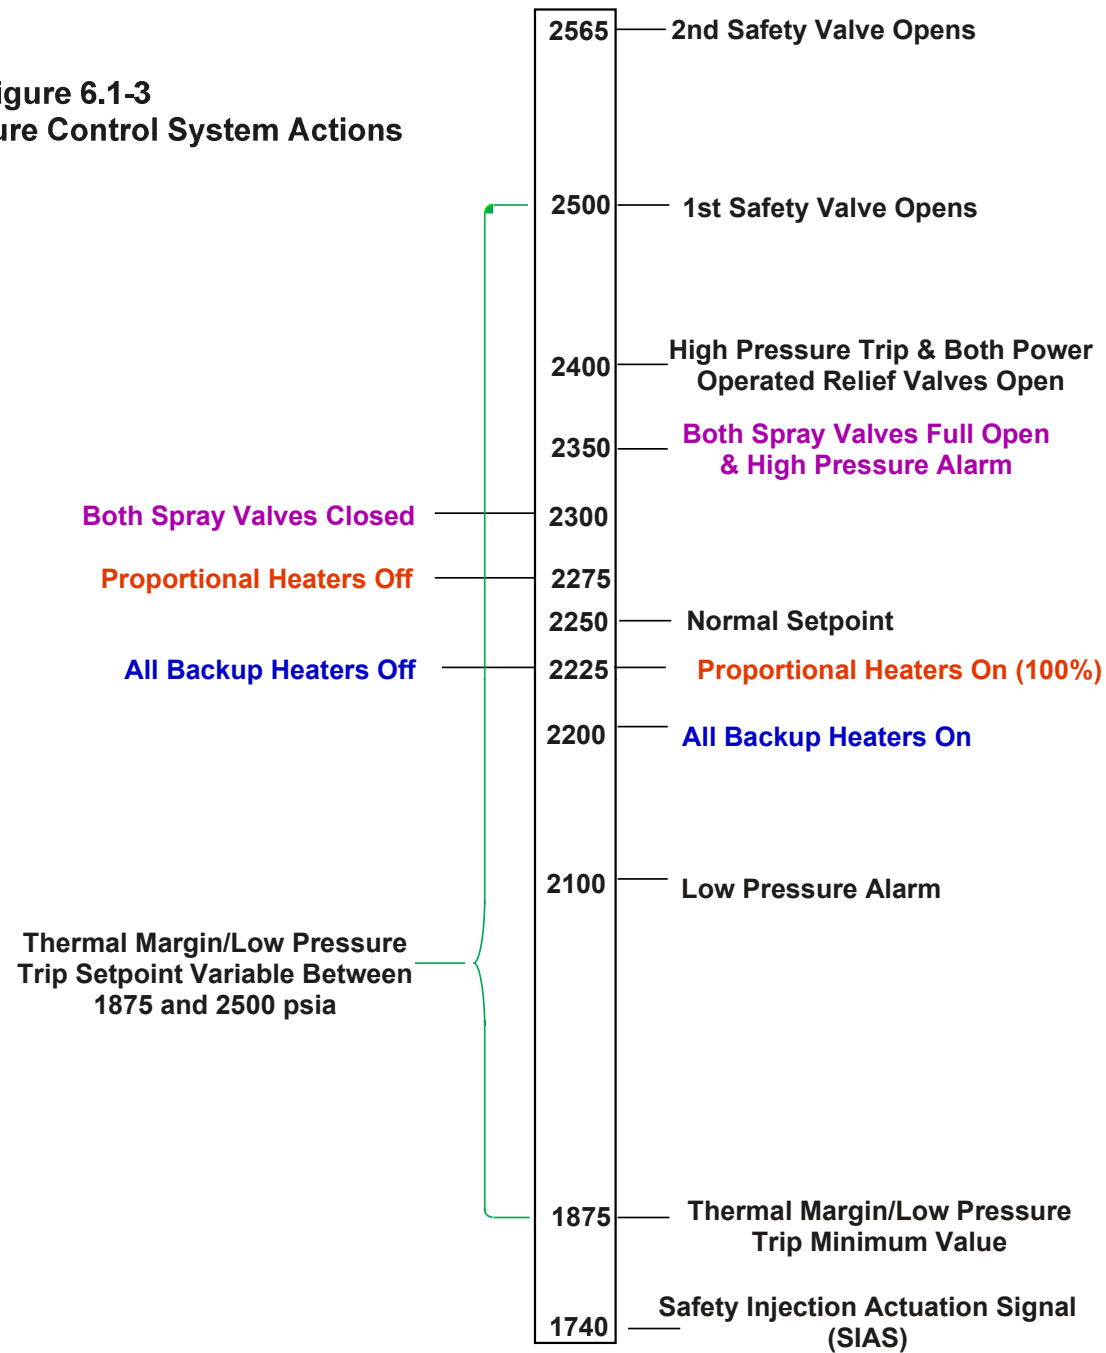 2565 2nd Safety Valve Opens
igure 6.1-3
ure Control System Actions
2500 1st Safety Valve Opens
High Pressure Trip & Both Power
2400
Operated Relief Valves Open
Both Spray Valves Full Open
2350
& High Pressure Alarm
Both Spray Valves Closed 2300
Proportional Heaters Off 2275
2250 Normal Setpoint
All Backup Heaters Off 2225 Proportional Heaters On (100%)
2200 All Backup Heaters On
2100 Low Pressure Alarm
Thermal Margin/Low Pressure
Trip Setpoint Variable Between
1875 and 2500 psia
1875 Thermal Margin/Low Pressure
Trip Minimum Value
Safety Injection Actuation Signal
1740
(SIAS)